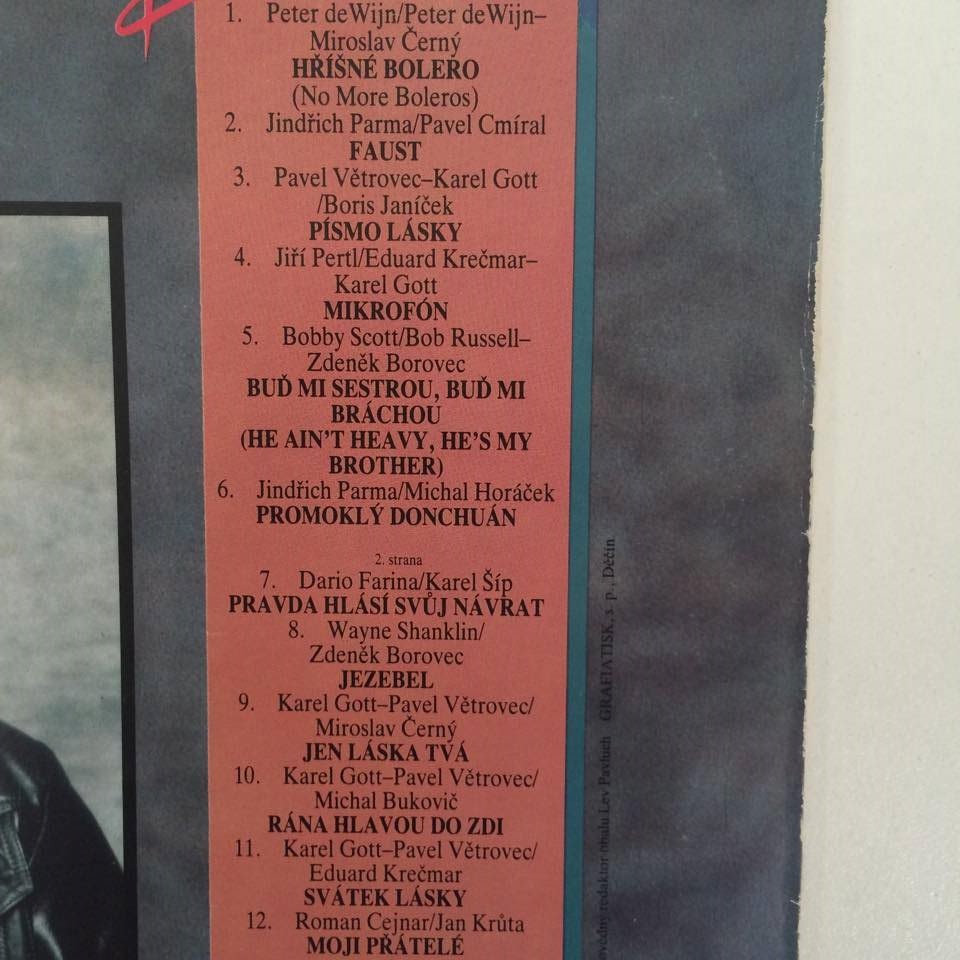 1. Peter deWijn/Peter deWijn–
Miroslav Černý
HŘÍŠNÉ BOLERO
(No More Boleros)
2. Jindřich Parma/Pavel Cmíral
FAUST
3. Pavel Větrovec–Karel Gott
/Boris Janíček
PÍSMO LÁSKY
4. Jiří Pertl/Eduard Krečmar–
Karel Gott
MIKROFÓN
5. Bobby Scott/Bob Russell–
Zdeněk Borovec
BUĎ MI SESTROU, BUĎ MI
BRÁCHOU
(HE AIN'T HEAVY, HE'S MY
BROTHER)
6. Jindřich Parma/Michal Horáček
PROMOKLÝ DONCHUÁN
2. strana
7. Dario Farina/Karel Šíp
PRAVDA HLÁSÍ SVŮJ NÁVRAT
8. Wayne Shanklin/
Zdeněk Borovec
JEZEBEL
9. Karel Gott–Pavel Větrovec/
Miroslav Černý
JEN LÁSKA TVÁ
10. Karel Gott–Pavel Větrovec/
Michal Bukovič
RÁNA HLAVOU DO ZDI
11. Karel Gott–Pavel Větrovec/
Eduard Krečmar
SVÁTEK LÁSKY
12. Roman Cejnar/Jan Krůta
MOJI PŘÁTELÉ
redaktor obalu Lev Pavluch GRAFIATISK, s. p., Děčín